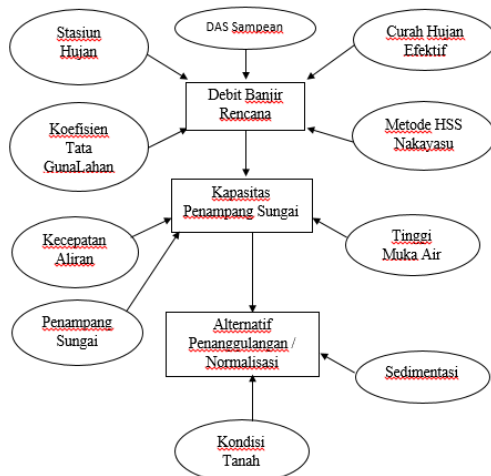 DAS Sampean
Stasiun
Hujan
Curah Hujan
Efektif
Debit Banjir
Rencana
Koefisien
Tata
GunaLahan
Metode HSS
Nakayasu
Kapasitas
Penampang Sungai
Kecepatan
Aliran
Tinggi
Muka Air
Penampang
Sungai
Alternatif
Penanggulangan /
Normalisasi
Sedimentasi
Kondisi
Tanah